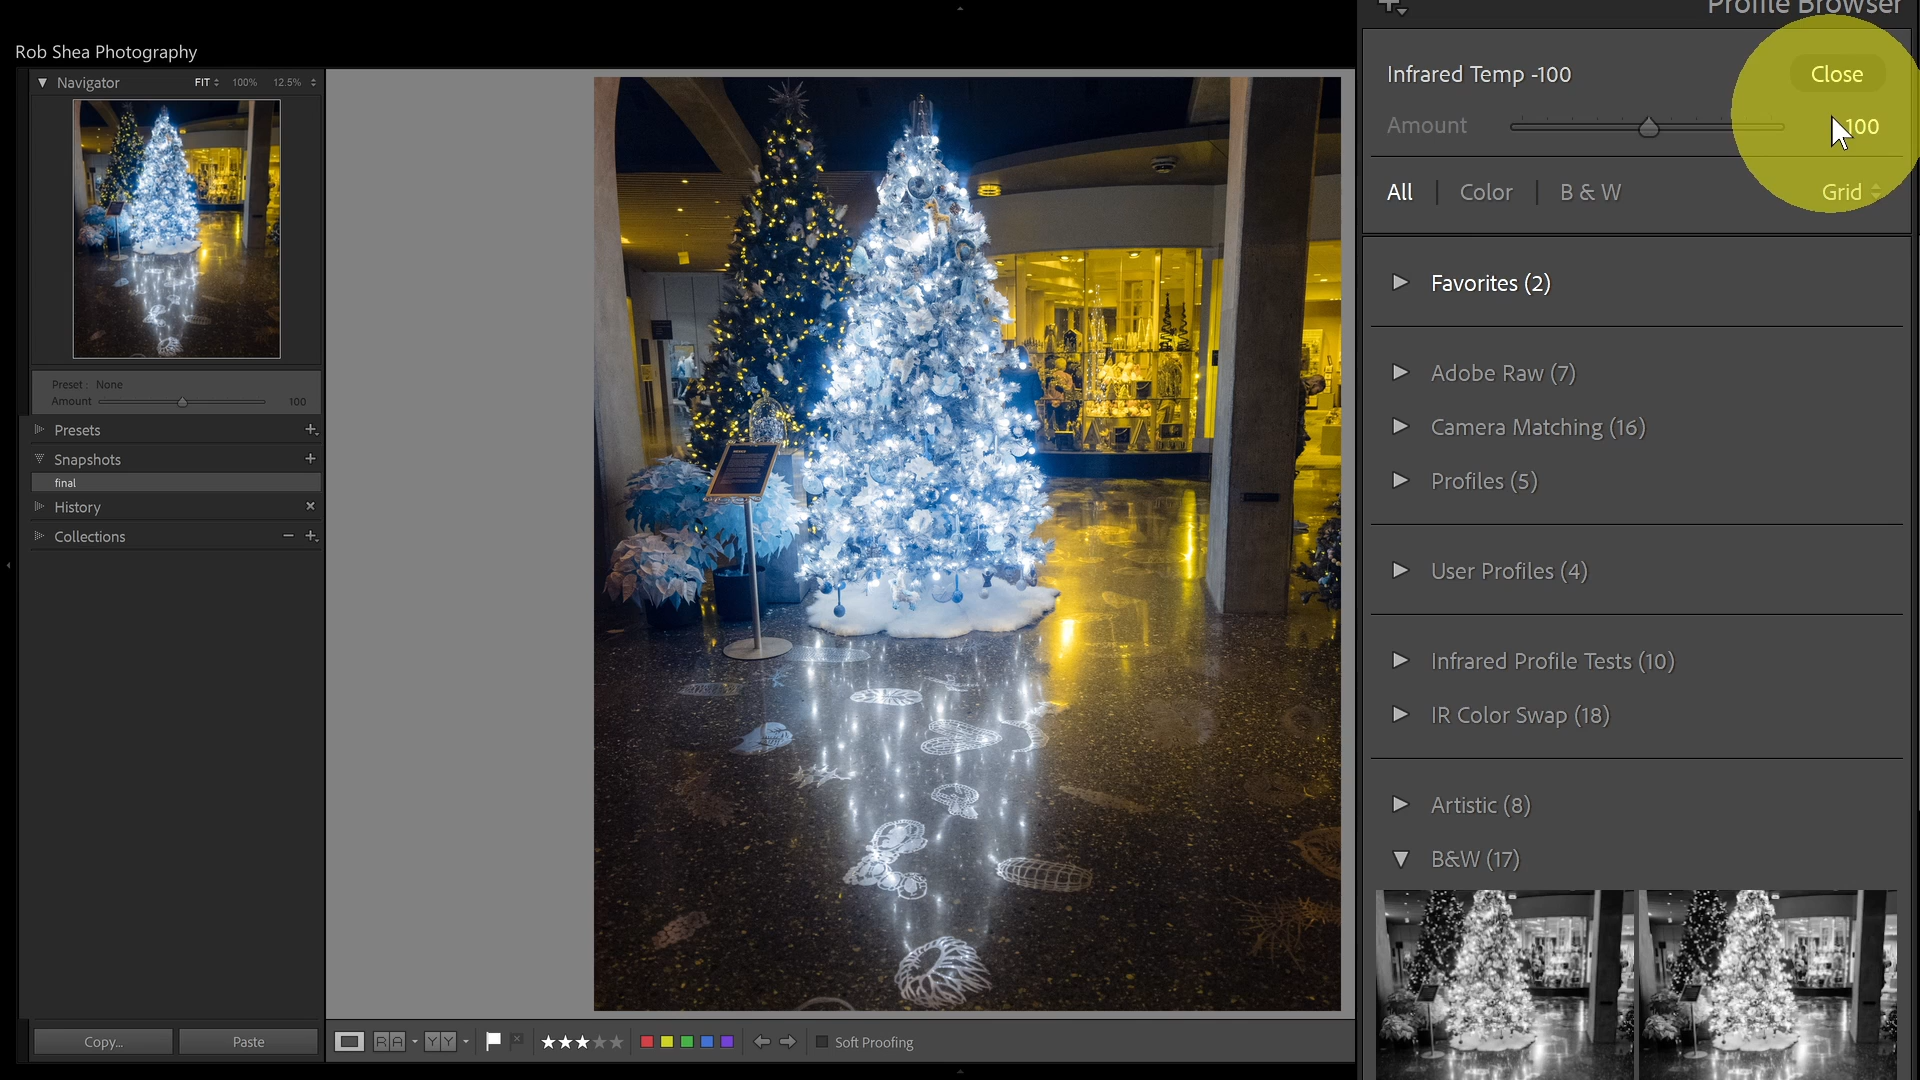 Rob Shea Photography
Navigator
FIT 100% 12.5%
Preset : None
Amount 100
Presets
Snapshots
final
History
Collections
Copy...
Paste
R A
Y Y
Soft Proofing
Profile Browser
Infrared Temp -100
Close
Amount
100
All | Color | B & W
Grid
Favorites (2)
Adobe Raw (7)
Camera Matching (16)
Profiles (5)
User Profiles (4)
Infrared Profile Tests (10)
IR Color Swap (18)
Artistic (8)
B&W (17)